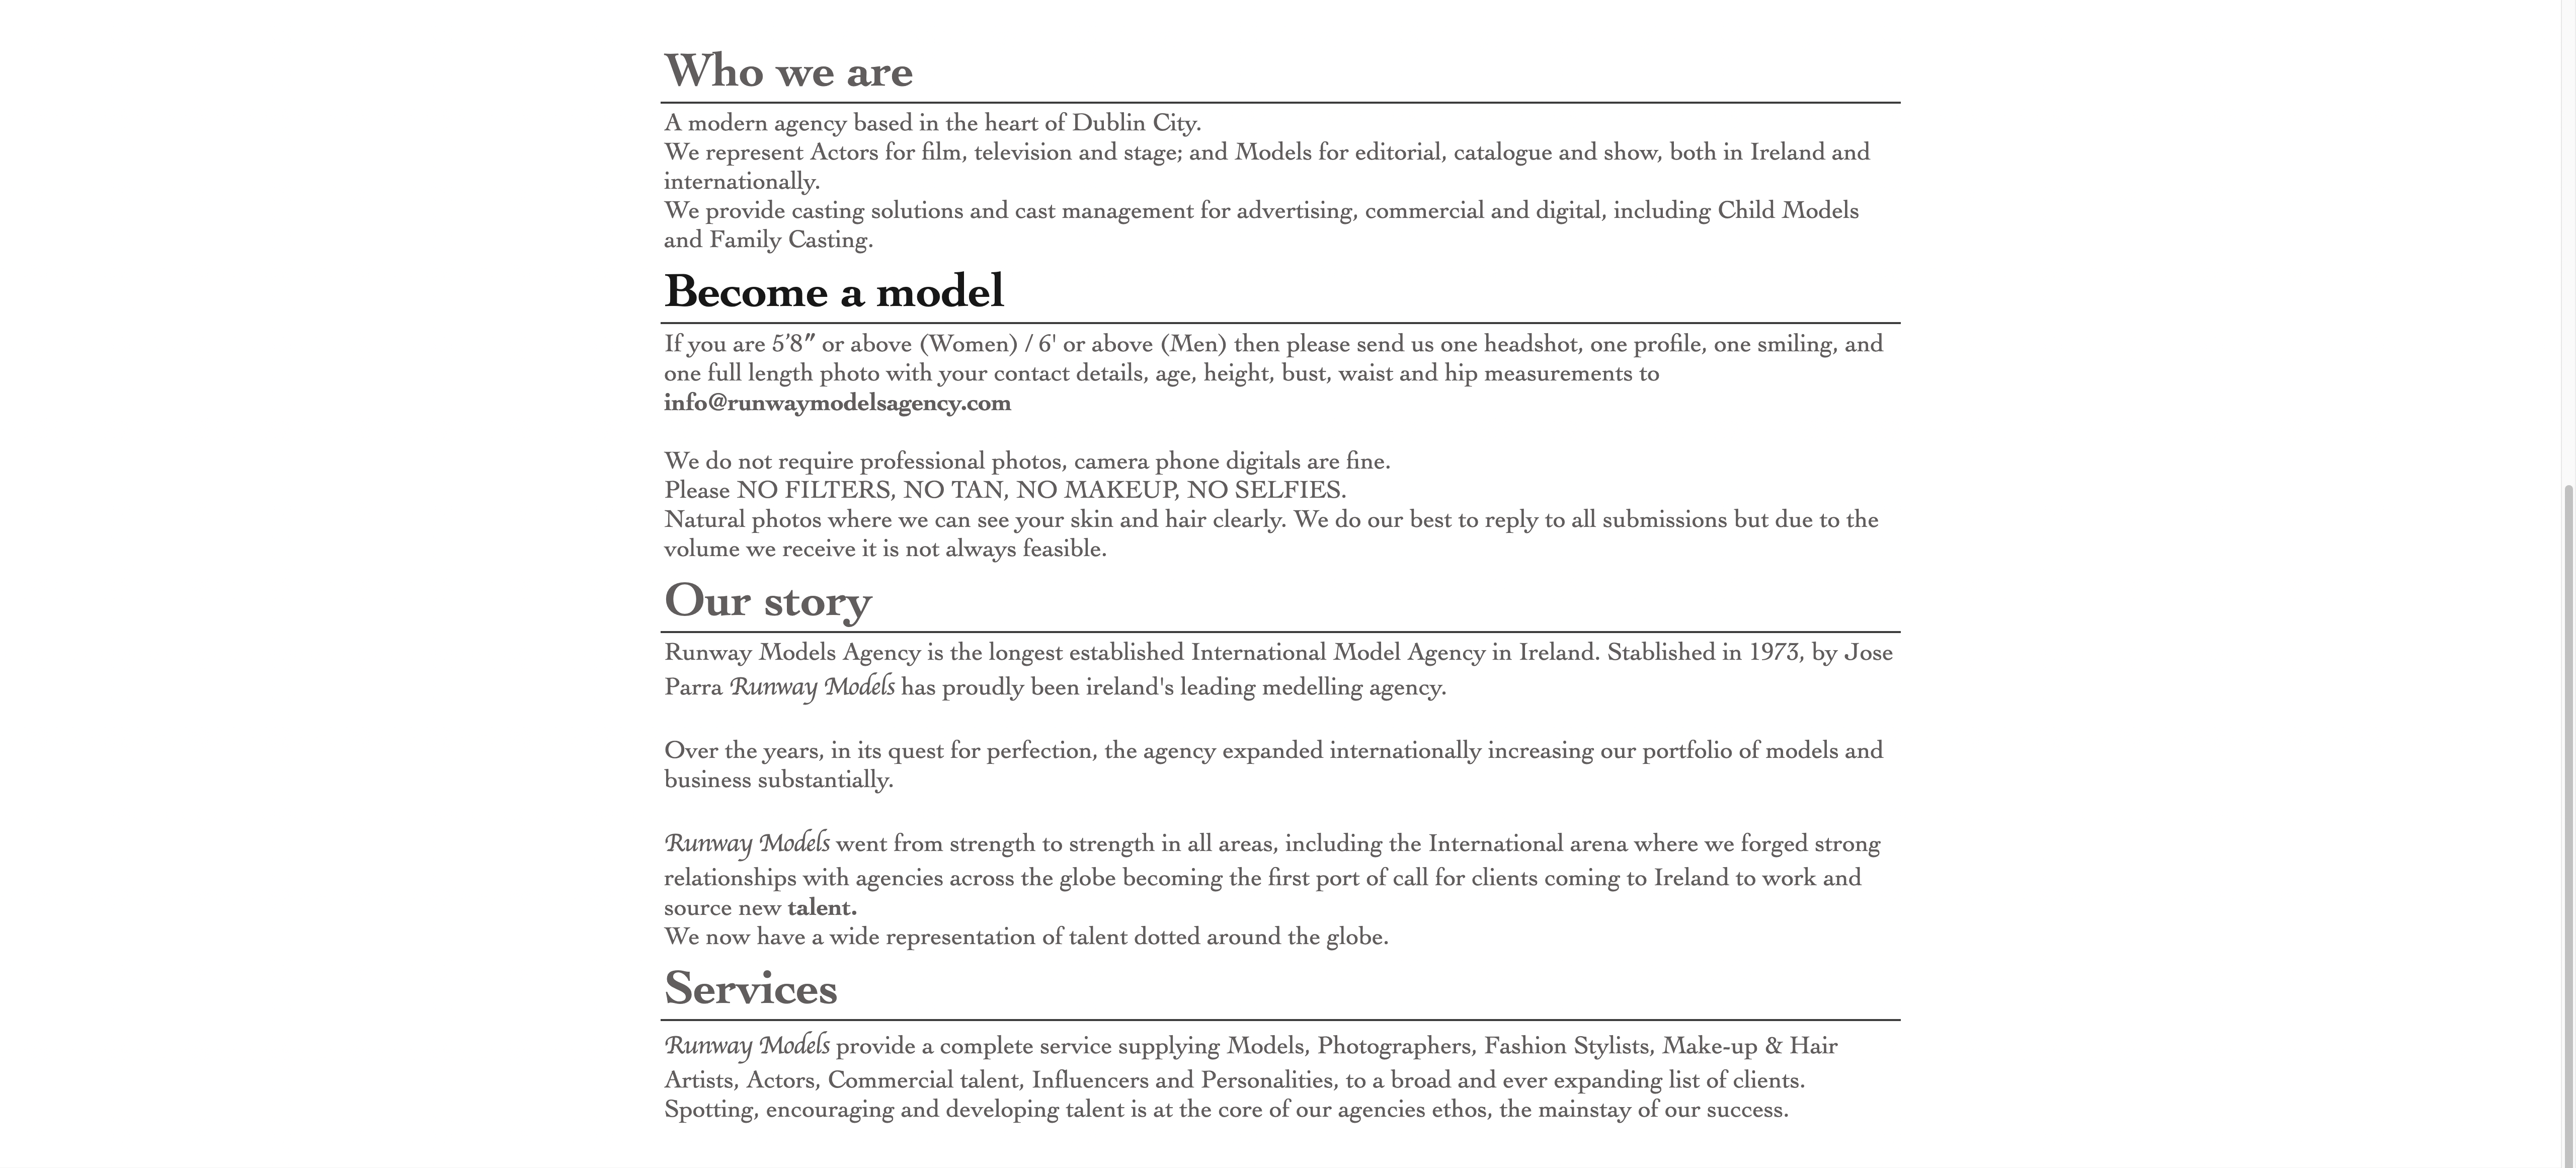 Who we are
A modern agency based in the heart of Dublin City.
We represent Actors for film, television and stage; and Models for editorial, catalogue and show, both in Ireland and
internationally.
We provide casting solutions and cast management for advertising, commercial and digital, including Child Models
and Family Casting.
Become a model
If you are 5’8″ or above (Women) / 6' or above (Men) then please send us one headshot, one profile, one smiling, and
one full length photo with your contact details, age, height, bust, waist and hip measurements to
info@runwaymodelsagency.com
We do not require professional photos, camera phone digitals are fine.
Please NO FILTERS, NO TAN, NO MAKEUP, NO SELFIES.
Natural photos where we can see your skin and hair clearly. We do our best to reply to all submissions but due to the
volume we receive it is not always feasible.
Our story
Runway Models Agency is the longest established International Model Agency in Ireland. Stablished in 1973, by Jose
Parra Runway Models has proudly been ireland's leading medelling agency.
Over the years, in its quest for perfection, the agency expanded internationally increasing our portfolio of models and
business substantially.
Runway Models went from strength to strength in all areas, including the International arena where we forged strong
relationships with agencies across the globe becoming the first port of call for clients coming to Ireland to work and
source new talent.
We now have a wide representation of talent dotted around the globe.
Services
Runway Models provide a complete service supplying Models, Photographers, Fashion Stylists, Make-up & Hair
Artists, Actors, Commercial talent, Influencers and Personalities, to a broad and ever expanding list of clients.
Spotting, encouraging and developing talent is at the core of our agencies ethos, the mainstay of our success.